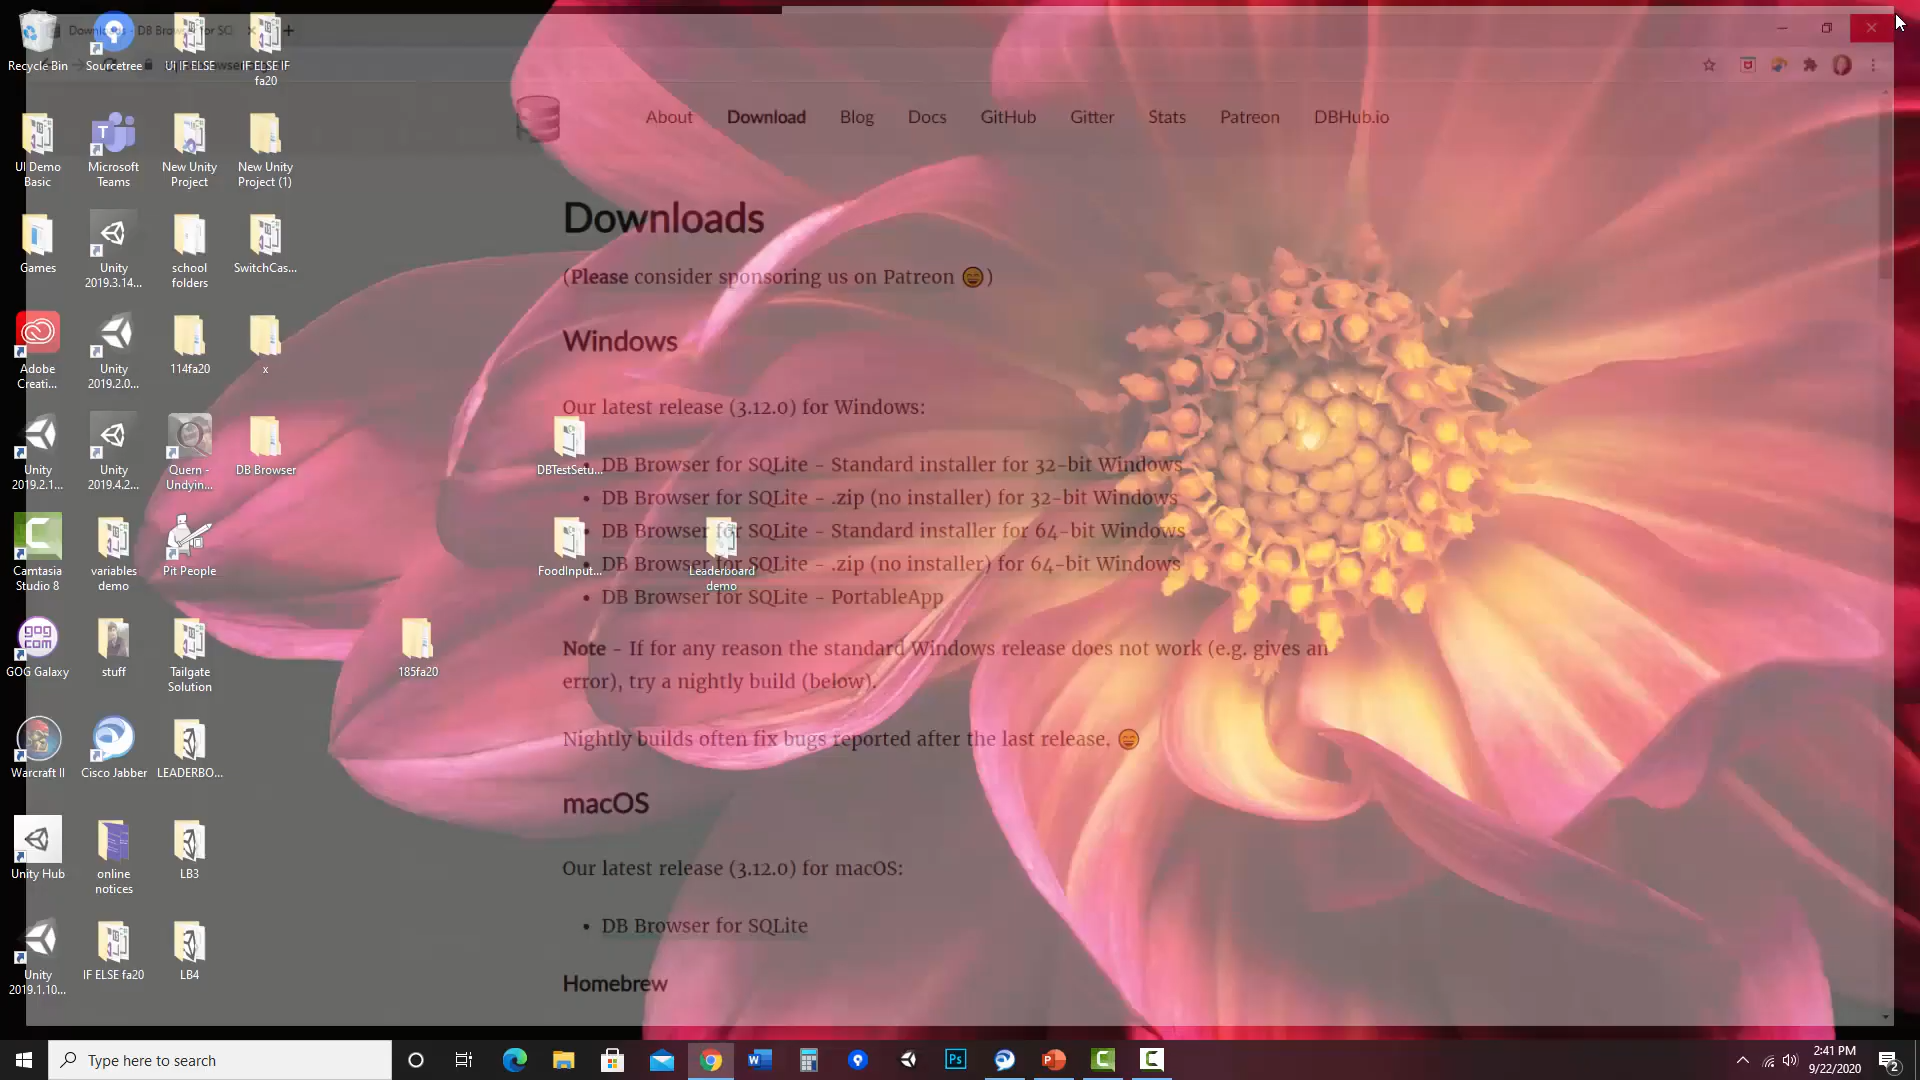 Downloads - DB Browser for SQ
About
Download
Blog
Docs
GitHub
Gitter
Stats
Patreon
DBHub.io
Downloads
(Please consider sponsoring us on Patreon 😄)
Windows
Our latest release (3.12.0) for Windows:
• DB Browser for SQLite - Standard installer for 32-bit Windows
• DB Browser for SQLite - .zip (no installer) for 32-bit Windows
• DB Browser for SQLite - Standard installer for 64-bit Windows
• DB Browser for SQLite - .zip (no installer) for 64-bit Windows
• DB Browser for SQLite - PortableApp
Note - If for any reason the standard Windows release does not work (e.g. gives an
error), try a nightly build (below).
Nightly builds often fix bugs reported after the last release. 😄
macOS
Our latest release (3.12.0) for macOS:
• DB Browser for SQLite
Homebrew
Recycle Bin
Sourcetree
UI IF ELSE
IF ELSE IF
fa20
UI Demo
Basic
Microsoft
Teams
New Unity
Project
New Unity
Project (1)
Games
Unity
2019.3.14...
school
folders
SwitchCas...
Adobe
Creati...
Unity
2019.2.0...
114fa20
x
Unity
2019.2.1...
Unity
2019.4.2...
Quern -
Undyin...
DB Browser
DBTestSetu...
Camtasia
Studio 8
variables
demo
Pit People
FoodInput...
Leaderboard
demo
gog
com
GOG Galaxy
stuff
Tailgate
Solution
185fa20
Warcraft II
Cisco Jabber
LEADERBO...
Unity Hub
online
notices
LB3
Unity
2019.1.10...
IF ELSE fa20
LB4
Type here to search
2:41 PM
9/22/2020
2